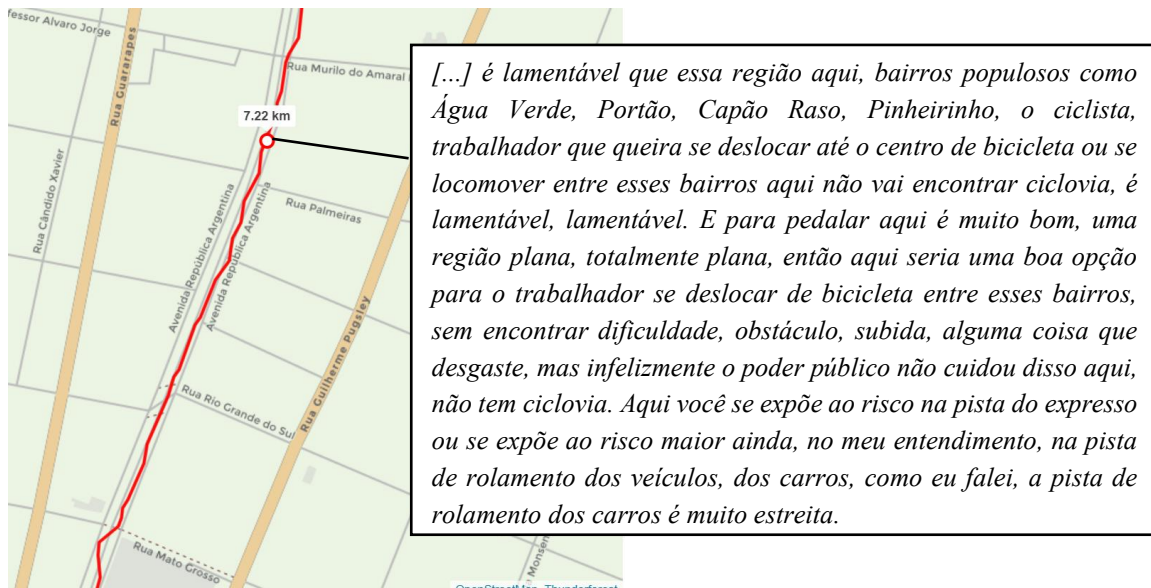 fessor Alvaro Jorge
Rua Guararapes
Rua Murilo do Amaral
7.22 km
Rua Cândido Xavier
Avenida República Argentina
Avenida República Argentina
Rua Palmeiras
Rua Guilherme Pugsley
Rua Rio Grande do Sul
Rua Mato Grosso
Monsen
OpenStreetMap, Thunderforest
[...] é lamentável que essa região aqui, bairros populosos como
Água Verde, Portão, Capão Raso, Pinheirinho, o ciclista,
trabalhador que queira se deslocar até o centro de bicicleta ou se
locomover entre esses bairros aqui não vai encontrar ciclovia, é
lamentável, lamentável. E para pedalar aqui é muito bom, uma
região plana, totalmente plana, então aqui seria uma boa opção
para o trabalhador se deslocar de bicicleta entre esses bairros,
sem encontrar dificuldade, obstáculo, subida, alguma coisa que
desgaste, mas infelizmente o poder público não cuidou disso aqui,
não tem ciclovia. Aqui você se expõe ao risco na pista do expresso
ou se expõe ao risco maior ainda, no meu entendimento, na pista
de rolamento dos veículos, dos carros, como eu falei, a pista de
rolamento dos carros é muito estreita.